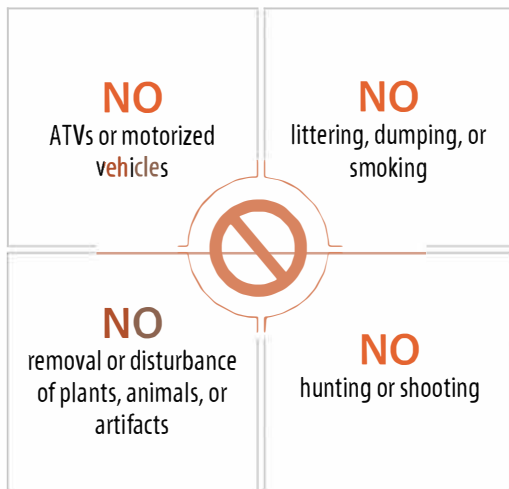 NO
ATVs or motorized
vehicles
NO
littering, dumping, or
smoking
NO
removal or disturbance
of plants, animals, or
artifacts
NO
hunting or shooting